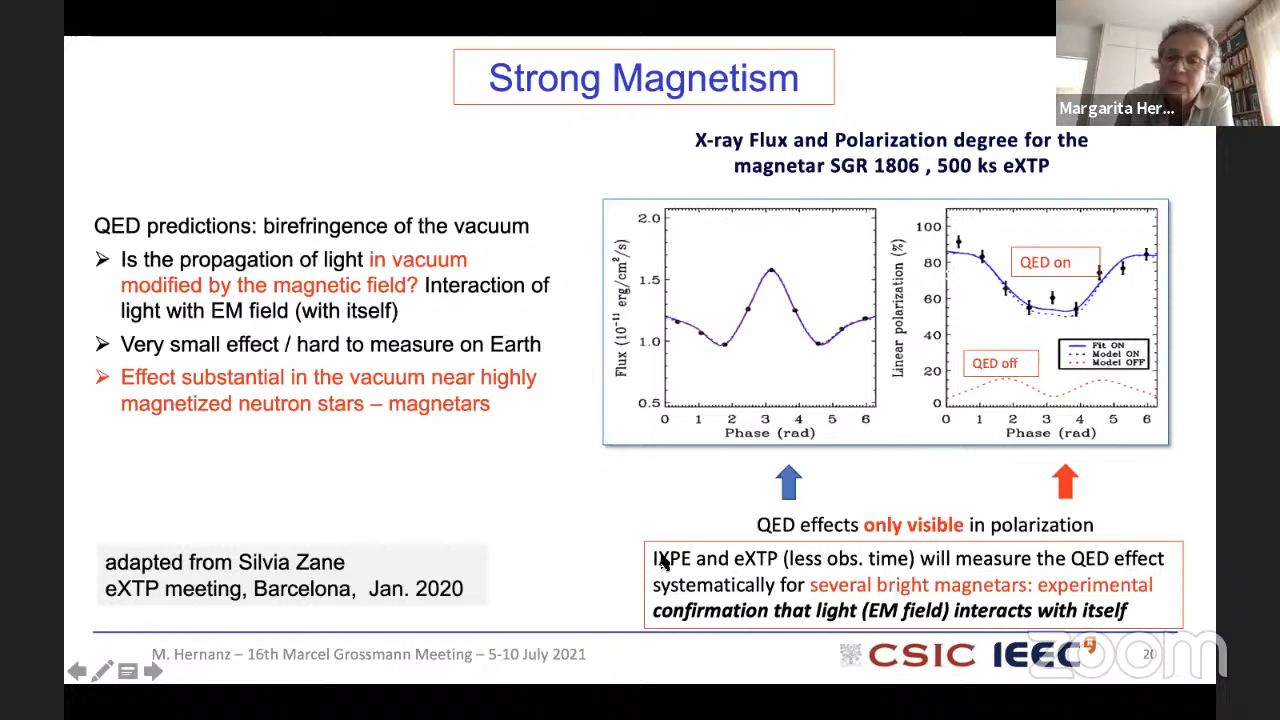 Strong Magnetism
Margarita Her...
X-ray Flux and Polarization degree for the
magnetar SGR 1806 , 500 ks eXTP
QED predictions: birefringence of the vacuum
➤ Is the propagation of light in vacuum
modified by the magnetic field? Interaction of
light with EM field (with itself)
➤ Very small effect / hard to measure on Earth
➤ Effect substantial in the vacuum near highly
magnetized neutron stars – magnetars
Flux (10⁻¹¹ erg/cm²/s)
2.0
1.5
1.0
0.5
0 1 2 3 4 5 6
Phase (rad)
Linear polarization (%)
100
80
60
40
20
0
QED on
Fit ON
Model ON
Model OFF
QED off
0 1 2 3 4 5 6
Phase (rad)
QED effects only visible in polarization
IXPE and eXTP (less obs. time) will measure the QED effect
systematically for several bright magnetars: experimental
confirmation that light (EM field) interacts with itself
adapted from Silvia Zane
eXTP meeting, Barcelona, Jan. 2020
M. Hernanz – 16th Marcel Grossmann Meeting – 5-10 July 2021
CSIC IEEC
20
zoom